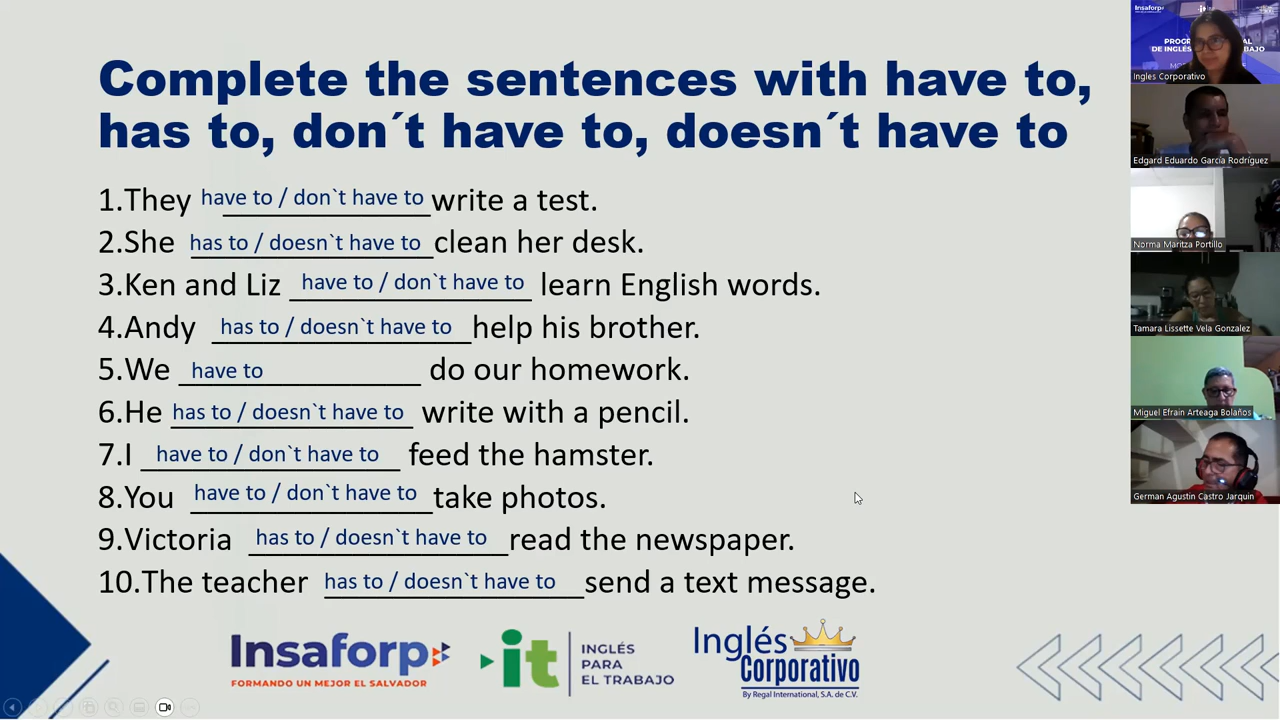 Complete the sentences with have to,
has to, don´t have to, doesn´t have to
1.They have to / don`t have to write a test.
2.She has to / doesn`t have to clean her desk.
3.Ken and Liz have to / don`t have to learn English words.
4.Andy has to / doesn`t have to help his brother.
5.We have to do our homework.
6.He has to / doesn`t have to write with a pencil.
7.I have to / don`t have to feed the hamster.
8.You have to / don`t have to take photos.
9.Victoria has to / doesn`t have to read the newspaper.
10.The teacher has to / doesn`t have to send a text message.
Insaforp
FORMANDO UN MEJOR EL SALVADOR
it
INGLÉS
PARA
EL TRABAJO
Inglés
Corporativo
By Regal International, S.A. de C.V.
Insaforp
DE INGLÉS
Ingles Corporativo
Edgard Eduardo García Rodríguez
Norma Maritza Portillo
Tamara Lissette Vela Gonzalez
Miguel Efrain Arteaga Bolaños
German Agustin Castro Jarquin